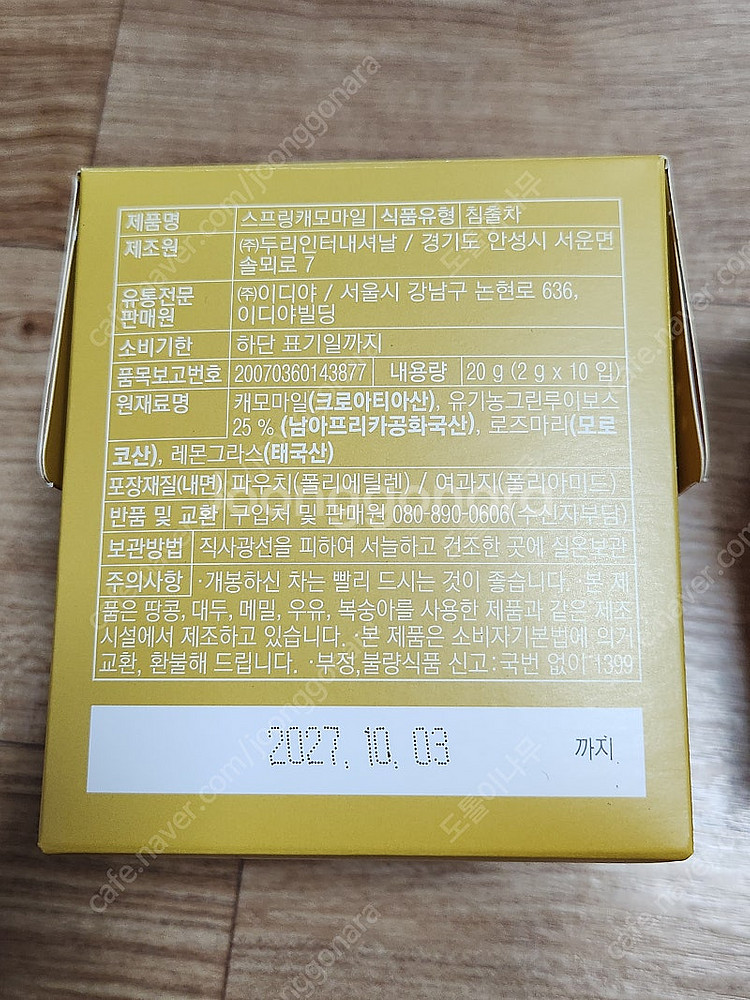 제품명 스프링캐모마일 식품유형 침출차
제조원 ㈜두리인터내셔날 / 경기도 안성시 서운면
솔뫼로 7
유통전문
판매원 ㈜이디야 / 서울시 강남구 논현로 636,
이디야빌딩
소비기한 하단 표기일까지
품목보고번호 20070360143877 내용량 20 g (2 g x 10 입)
원재료명 캐모마일(크로아티아산), 유기농그린루이보스
25 % (남아프리카공화국산), 로즈마리(모로
코산), 레몬그라스(태국산)
포장재질(내면) 파우치(폴리에틸렌) / 여과지(폴리아미드)
반품 및 교환 구입처 및 판매원 080-890-0606(수신자부담)
보관방법 직사광선을 피하여 서늘하고 건조한 곳에 실온보관
주의사항 ·개봉하신 차는 빨리 드시는 것이 좋습니다. ·본 제
품은 땅콩, 대두, 메밀, 우유, 복숭아를 사용한 제품과 같은 제조
시설에서 제조하고 있습니다. ·본 제품은 소비자기본법에 의거
교환, 환불해 드립니다. ·부정,불량식품 신고:국번 없이 1399
2027. 10. 03 까지
joonggonara
cafe.naver.com/joonggonara
도톨이나무